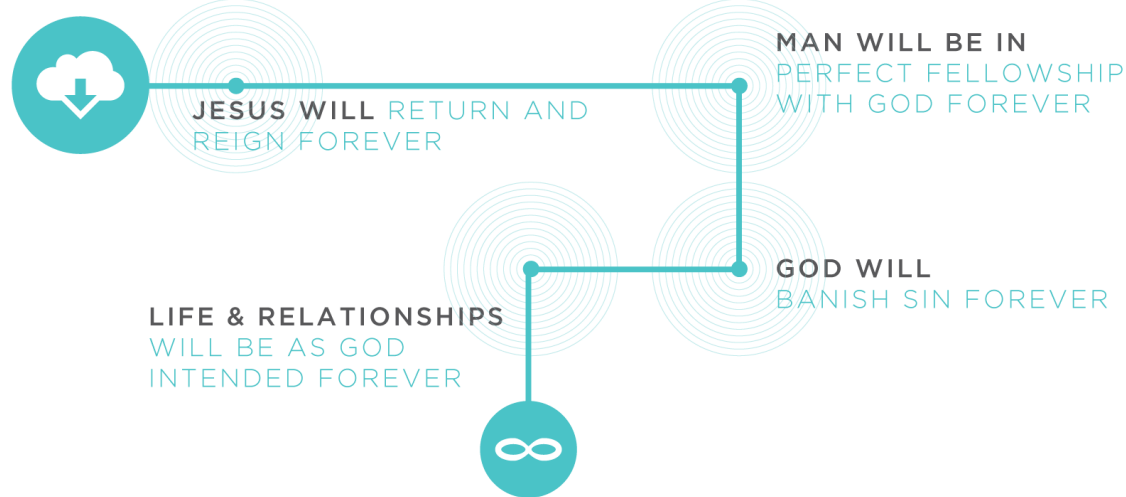 JESUS WILL RETURN AND
REIGN FOREVER
MAN WILL BE IN
PERFECT FELLOWSHIP
WITH GOD FOREVER
GOD WILL
BANISH SIN FOREVER
LIFE & RELATIONSHIPS
WILL BE AS GOD
INTENDED FOREVER